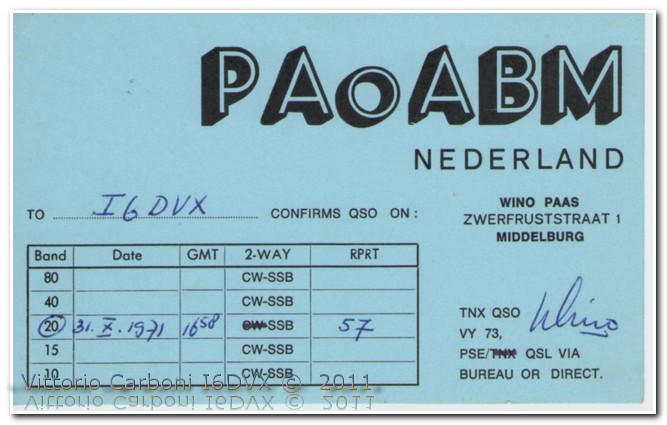 PAoABM
NEDERLAND
TO I6DVX CONFIRMS QSO ON :
WINO PAAS
ZWERFRUSTSTRAAT 1
MIDDELBURG
Band Date GMT 2-WAY RPRT
80 CW-SSB
40 CW-SSB
20 31. X. 1971 1658 CW-SSB 57
15 CW-SSB
10 CW-SSB
TNX QSO Wino
VY 73,
PSE/TNX QSL VIA
BUREAU OR DIRECT.
Vittorio Carboni I6DVX © 2011.